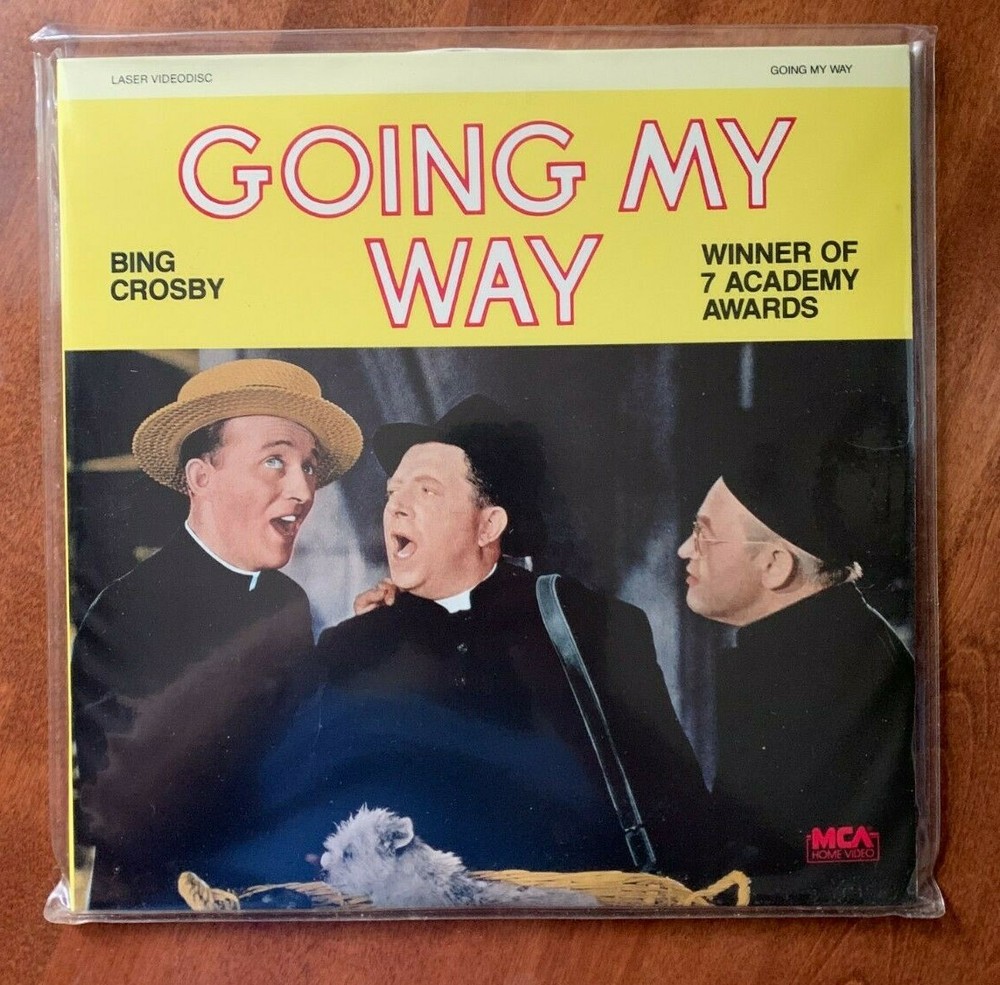 LASER VIDEODISC
GOING MY WAY
GOING MY
WAY
BING
CROSBY
WINNER OF
7 ACADEMY
AWARDS
MCA
HOME VIDEO